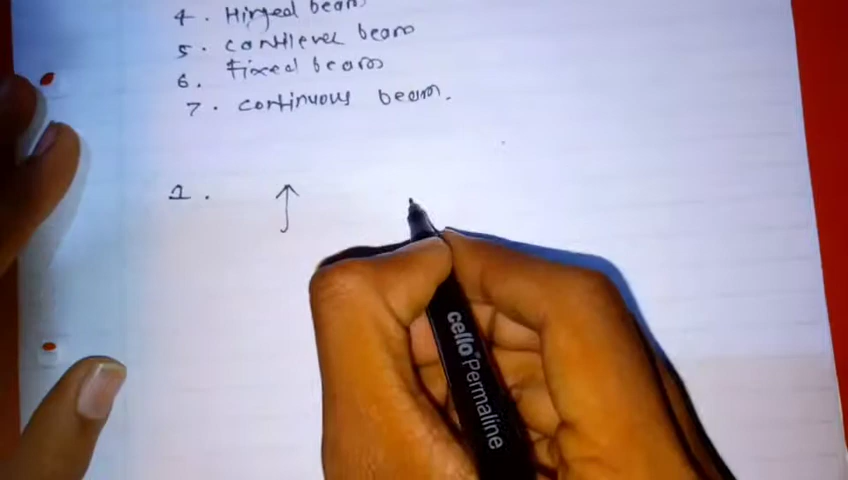 4. Hinged beam
5. cantilever beam
6. Fixed beam
7. continuous beam.
1.
cello Permaline